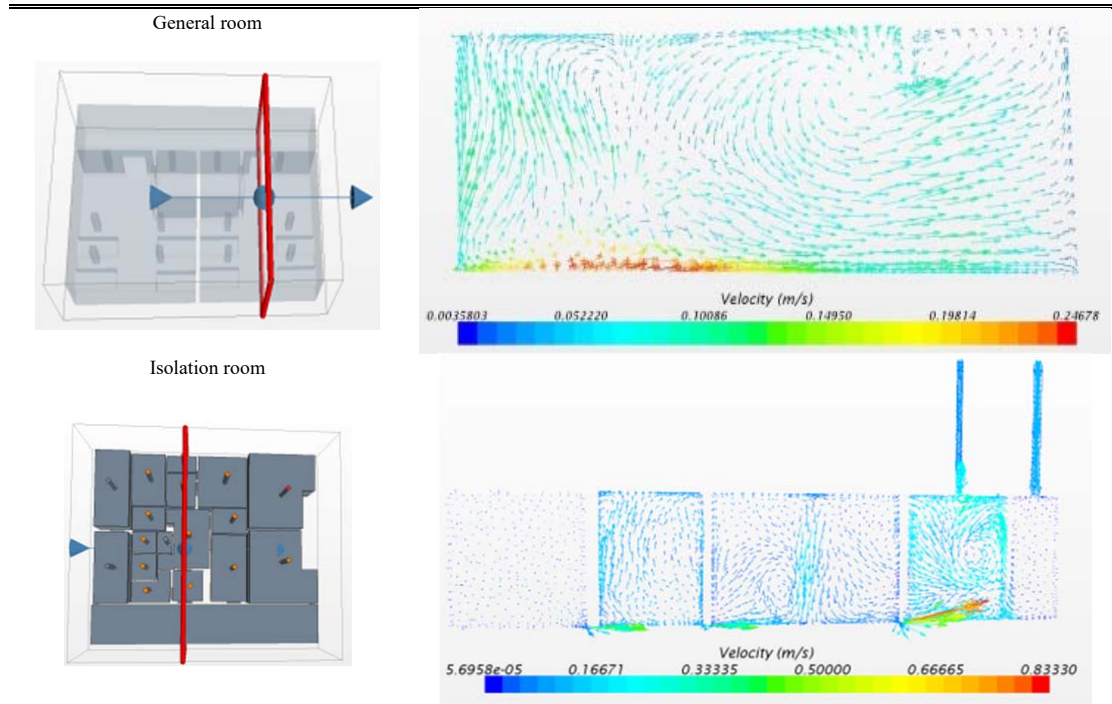 General room
Velocity (m/s)
0.0035803 0.052220 0.10086 0.14950 0.19814 0.24678
Isolation room
Velocity (m/s)
5.6958e-05 0.16671 0.33335 0.50000 0.66665 0.83330